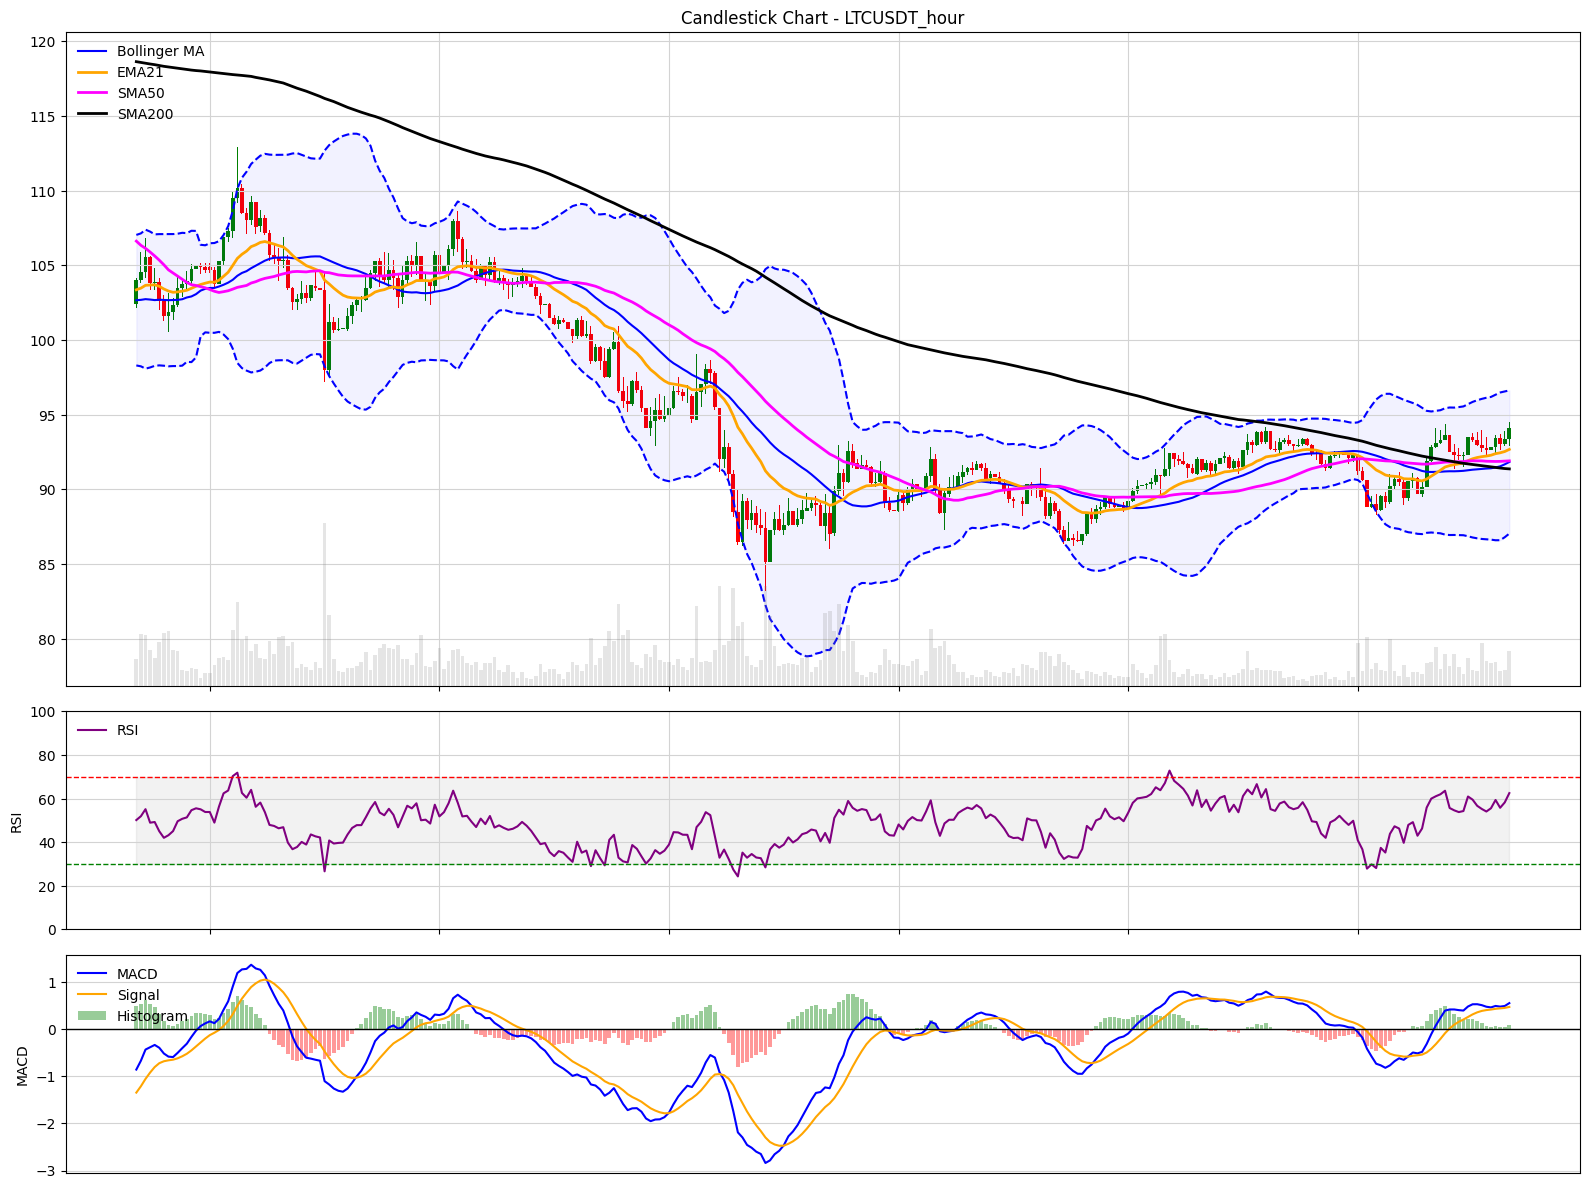 Candlestick Chart - LTCUSDT_hour
120
115
110
105
100
95
90
85
80
Bollinger MA
EMA21
SMA50
SMA200
100
80
60
40
20
0
RSI
RSI
1
0
−1
−2
−3
MACD
MACD
Signal
Histogram